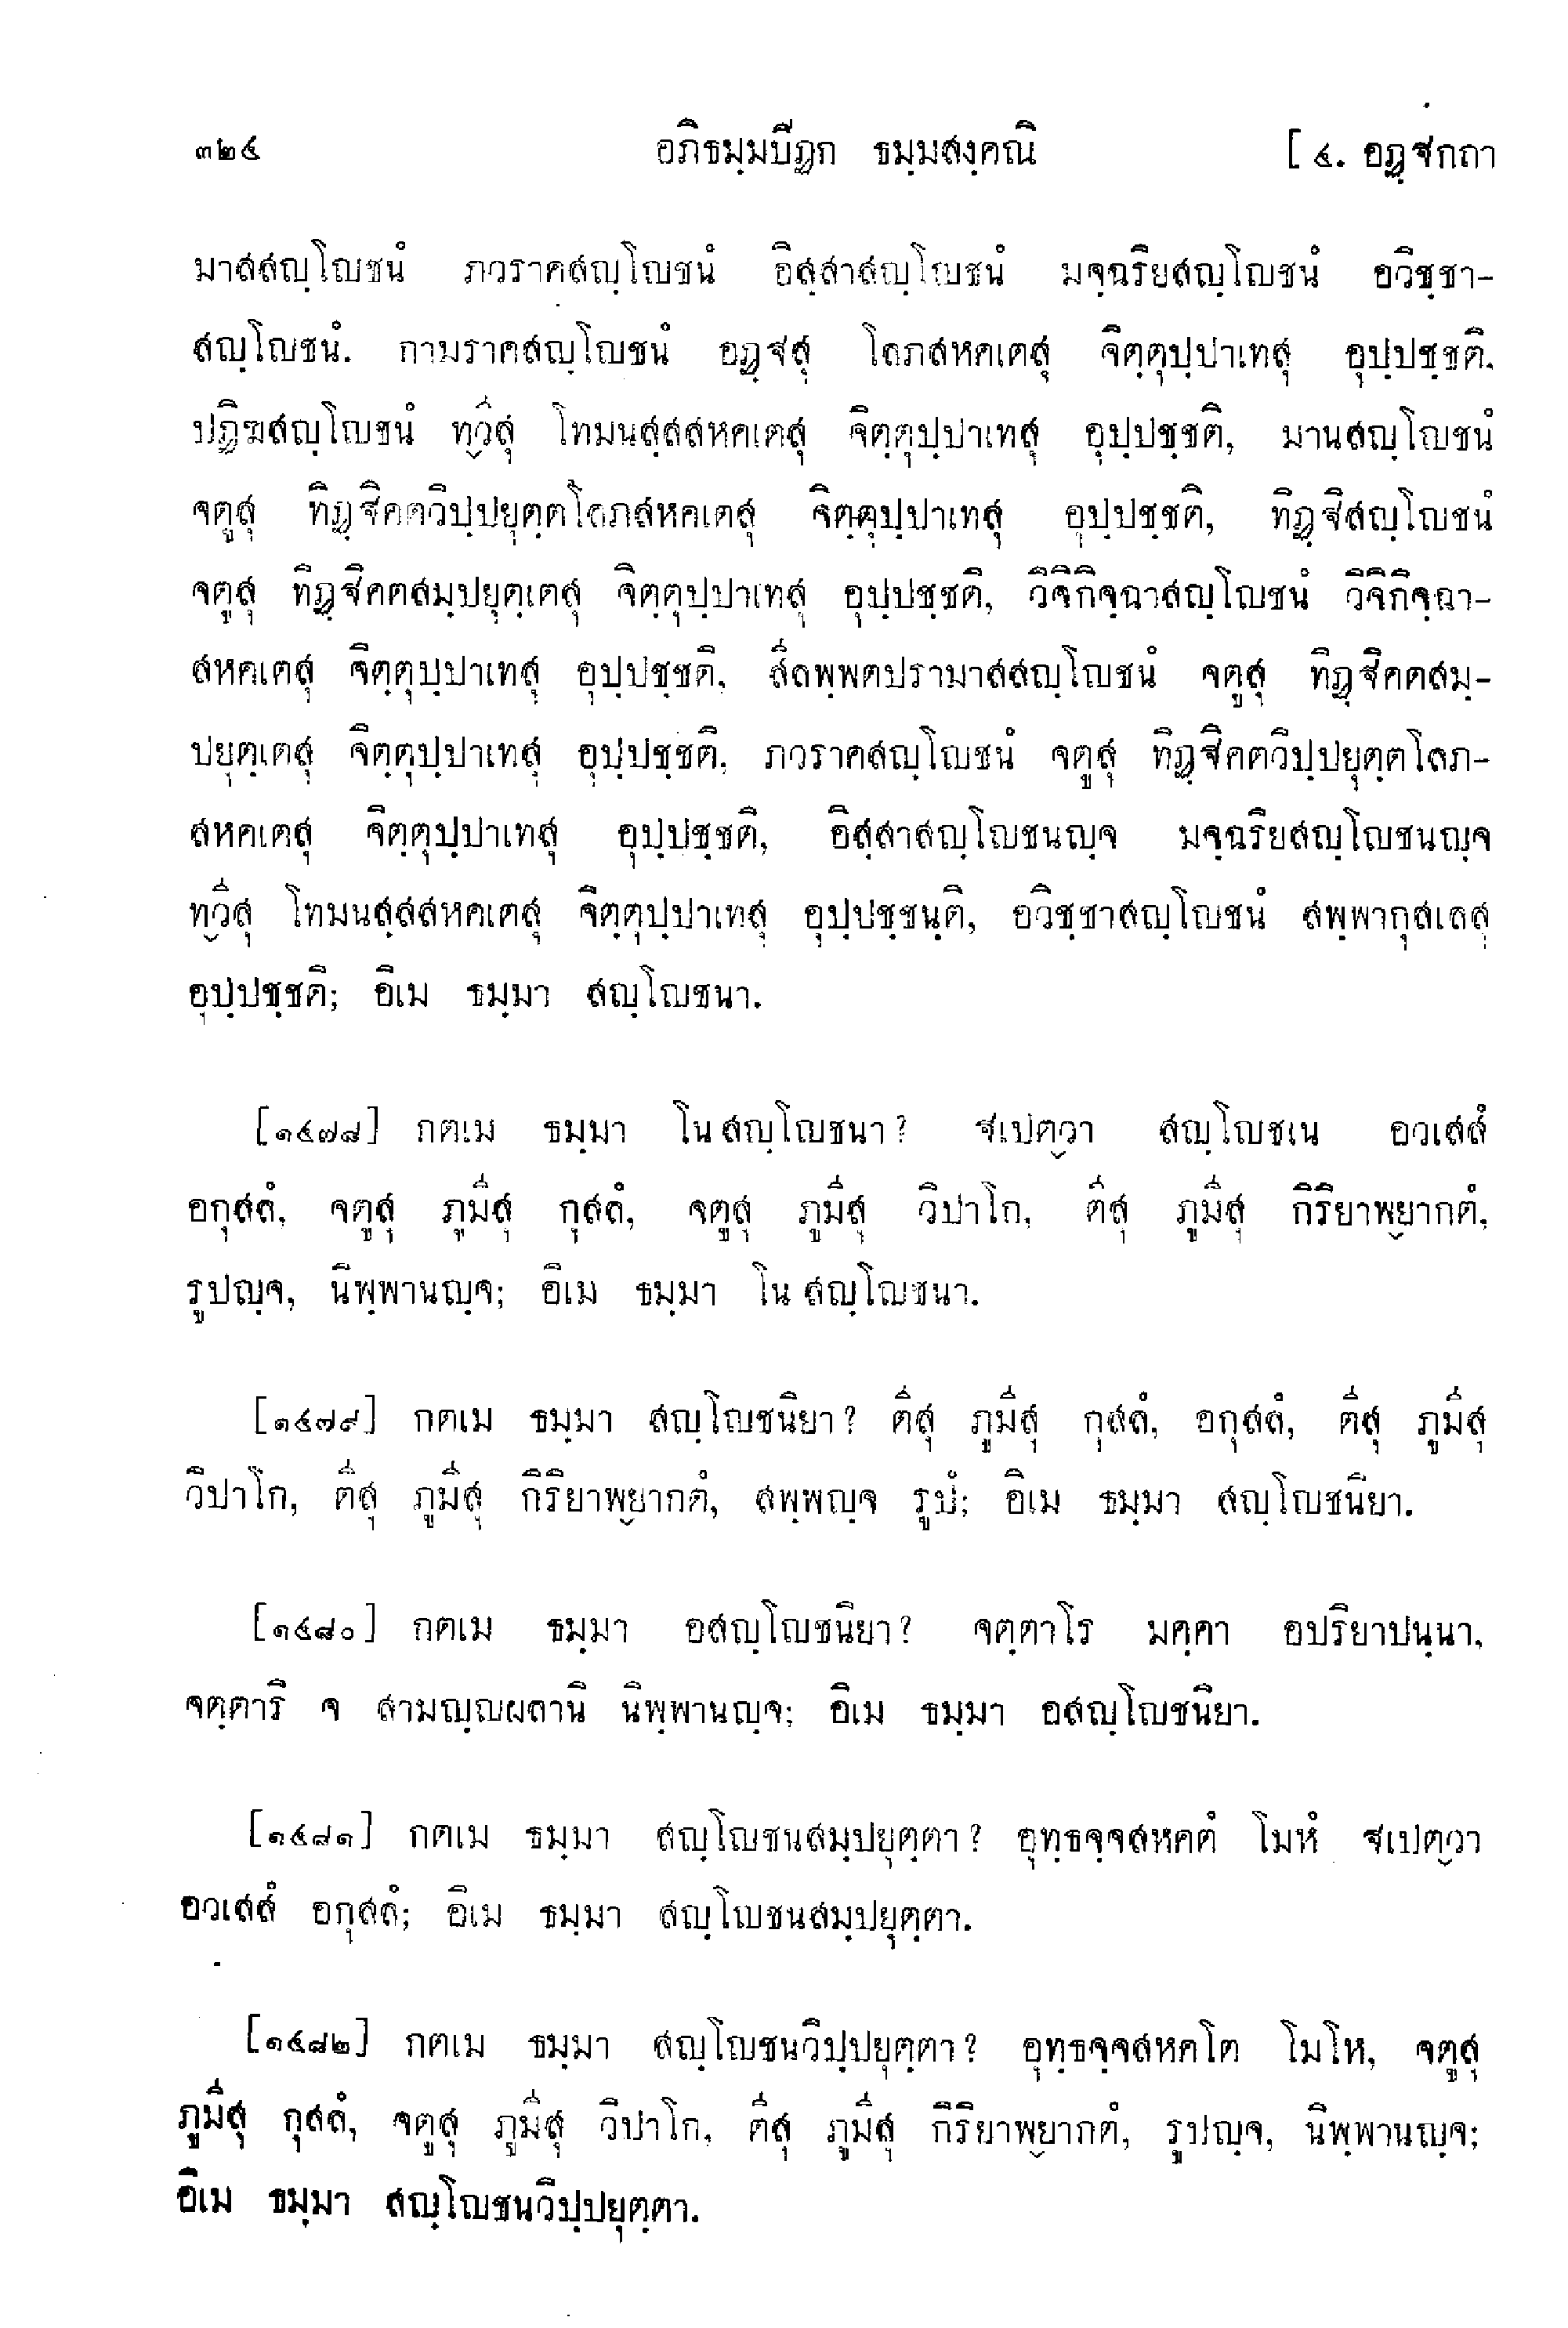 ๓๒๔ อภิธมฺมปิฏก ธมฺมสงฺคณิ [ ๔. อฏฺฐกถา
มาสสญฺโญชนํ ภวราคสญฺโญชนํ อิสฺสาสญฺโญชนํ มจฺฉริยสญฺโญชนํ อวิชฺชา-
สญฺโญชนํ. กามราคสญฺโญชนํ อฏฺฐสุ โลภสหคเตสุ จิตฺตุปฺปาเทสุ อุปฺปชฺชติ,
ปฏิฆสญฺโญชนํ ทฺวีสุ โทมนสฺสสหคเตสุ จิตฺตุปฺปาเทสุ อุปฺปชฺชติ, มานสญฺโญชนํ
จตูสุ ทิฏฺฐิคตวิปฺปยุตฺตโลภสหคเตสุ จิตฺตุปฺปาเทสุ อุปฺปชฺชติ, ทิฏฺฐิสญฺโญชนํ
จตูสุ ทิฏฺฐิคตสมฺปยุตฺเตสุ จิตฺตุปฺปาเทสุ อุปฺปชฺชติ, วิจิกิจฺฉาสญฺโญชนํ วิจิกิจฺฉา-
สหคเตสุ จิตฺตุปฺปาเทสุ อุปฺปชฺชติ, สีลพฺพตปรามาสสญฺโญชนํ จตูสุ ทิฏฺฐิคตสมฺ-
ปยุตฺเตสุ จิตฺตุปฺปาเทสุ อุปฺปชฺชติ, ภวราคสญฺโญชนํ จตูสุ ทิฏฺฐิคตวิปฺปยุตฺตโลภ-
สหคเตสุ จิตฺตุปฺปาเทสุ อุปฺปชฺชติ, อิสฺสาสญฺโญชนญฺจ มจฺฉริยสญฺโญชนญฺจ
ทฺวีสุ โทมนสฺสสหคเตสุ จิตฺตุปฺปาเทสุ อุปฺปชฺชนฺติ, อวิชฺชาสญฺโญชนํ สพฺพากุสเลสุ
อุปฺปชฺชติ; อิเม ธมฺมา สญฺโญชนา.
[๑๔๗๘] กตเม ธมฺมา โน สญฺโญชนา? ฐเปตฺวา สญฺโญชเน อวเสสํ
อกุสลํ, จตูสุ ภูมีสุ กุสลํ, จตูสุ ภูมีสุ วิปาโก, ตีสุ ภูมีสุ กิริยาพฺยากตํ,
รูปญฺจ, นิพฺพานญฺจ; อิเม ธมฺมา โน สญฺโญชนา.
[๑๔๗๙] กตเม ธมฺมา สญฺโญชนิยา? ตีสุ ภูมีสุ กุสลํ, อกุสลํ, ตีสุ ภูมีสุ
วิปาโก, ตีสุ ภูมีสุ กิริยาพฺยากตํ, สพฺพญฺจ รูปํ; อิเม ธมฺมา สญฺโญชนิยา.
[๑๔๘๐] กตเม ธมฺมา อสญฺโญชนิยา? จตฺตาโร มคฺคา อปริยาปนฺนา,
จตฺตาริ จ สามญฺญผลานิ นิพฺพานญฺจ; อิเม ธมฺมา อสญฺโญชนิยา.
[๑๔๘๑] กตเม ธมฺมา สญฺโญชนสมฺปยุตฺตา? อุทฺธจฺจสหคตํ โมหํ ฐเปตฺวา
อวเสสํ อกุสลํ; อิเม ธมฺมา สญฺโญชนสมฺปยุตฺตา.
[๑๔๘๒] กตเม ธมฺมา สญฺโญชนวิปฺปยุตฺตา? อุทฺธจฺจสหคโต โมโห, จตูสุ
ภูมีสุ กุสลํ, จตูสุ ภูมีสุ วิปาโก, ตีสุ ภูมีสุ กิริยาพฺยากตํ, รูปญฺจ, นิพฺพานญฺจ;
อิเม ธมฺมา สญฺโญชนวิปฺปยุตฺตา.